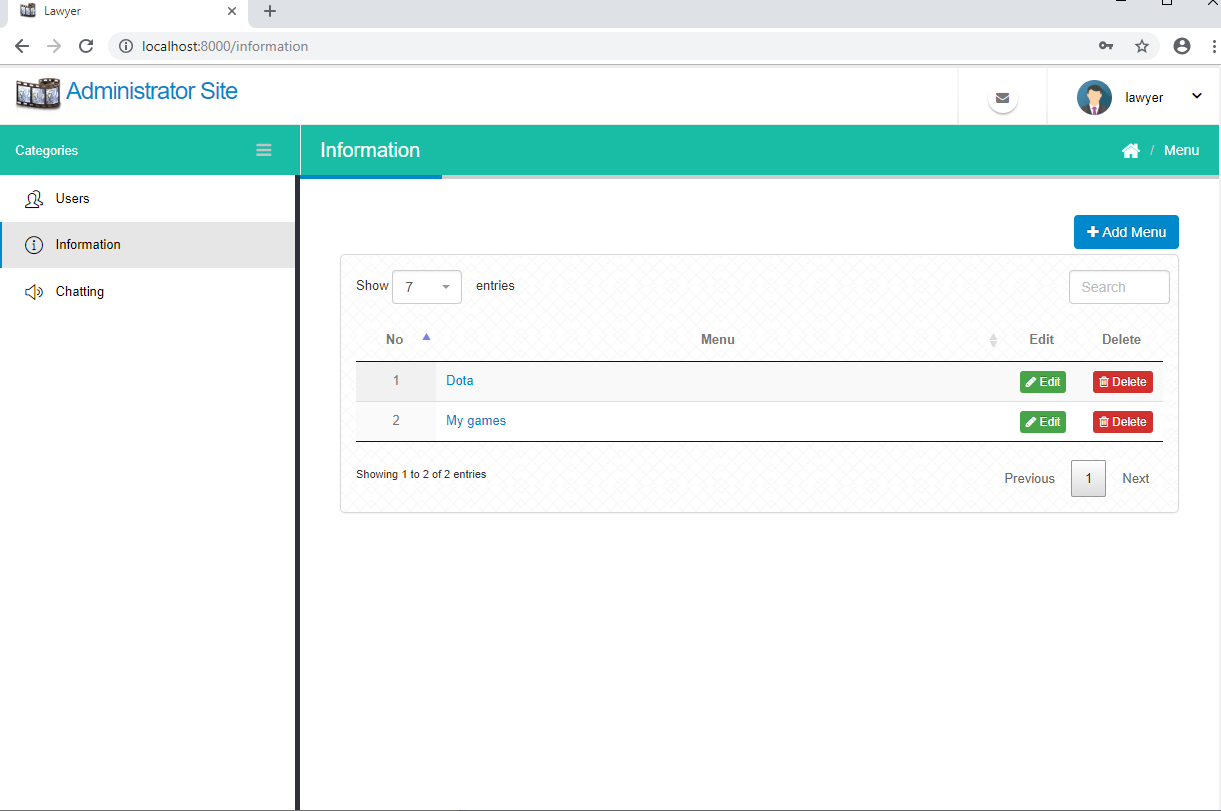 Lawyer
localhost:8000/information
Administrator Site
lawyer
Categories
Information
/ Menu
Users
Information
Chatting
+ Add Menu
Show 7 entries
Search
No Menu Edit Delete
1 Dota Edit Delete
2 My games Edit Delete
Showing 1 to 2 of 2 entries
Previous 1 Next